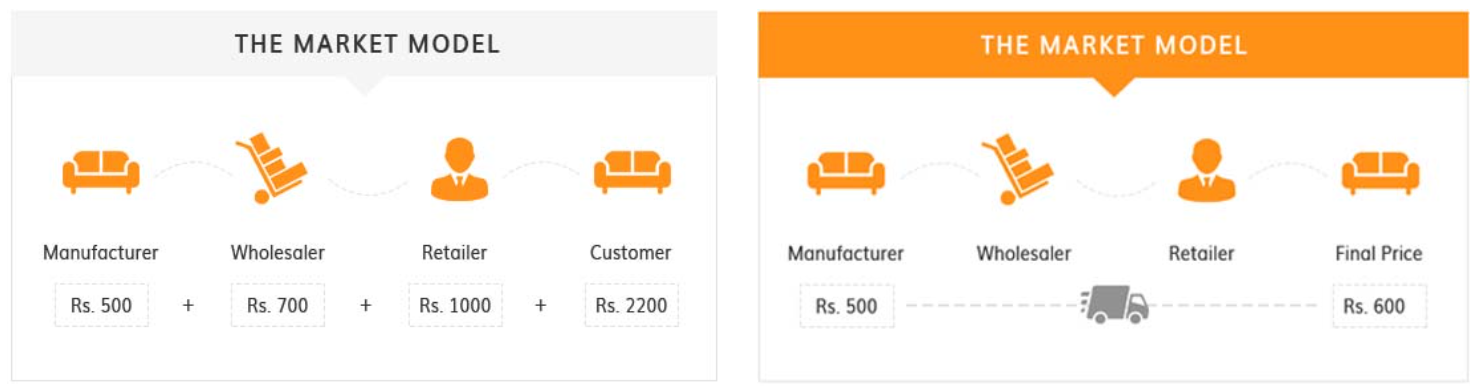 THE MARKET MODEL
Manufacturer Wholesaler Retailer Customer
Rs. 500 + Rs. 700 + Rs. 1000 + Rs. 2200
THE MARKET MODEL
Manufacturer Wholesaler Retailer Final Price
Rs. 500 Rs. 600